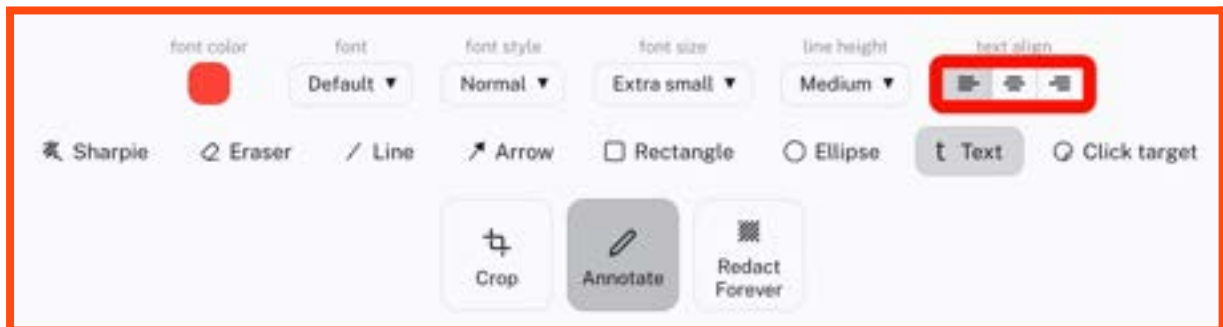 font color font font style font size line height text align
Default ▼ Normal ▼ Extra small ▼ Medium ▼
Sharpie Eraser Line Arrow Rectangle Ellipse t Text Click target
Crop Annotate Redact
Forever